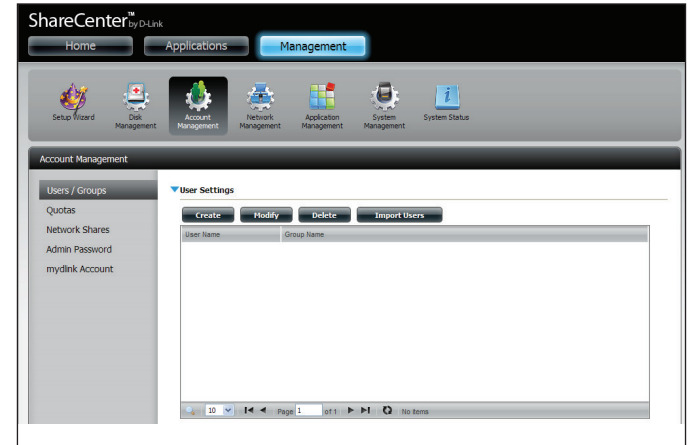 ShareCenter™ by D-Link
Home Applications Management
Setup Wizard Disk Management Account Management Network Management Application Management System Management System Status
Account Management
Users / Groups
Quotas
Network Shares
Admin Password
mydlink Account
User Settings
Create Modify Delete Import Users
User Name Group Name
10 Page 1 of 1 No items